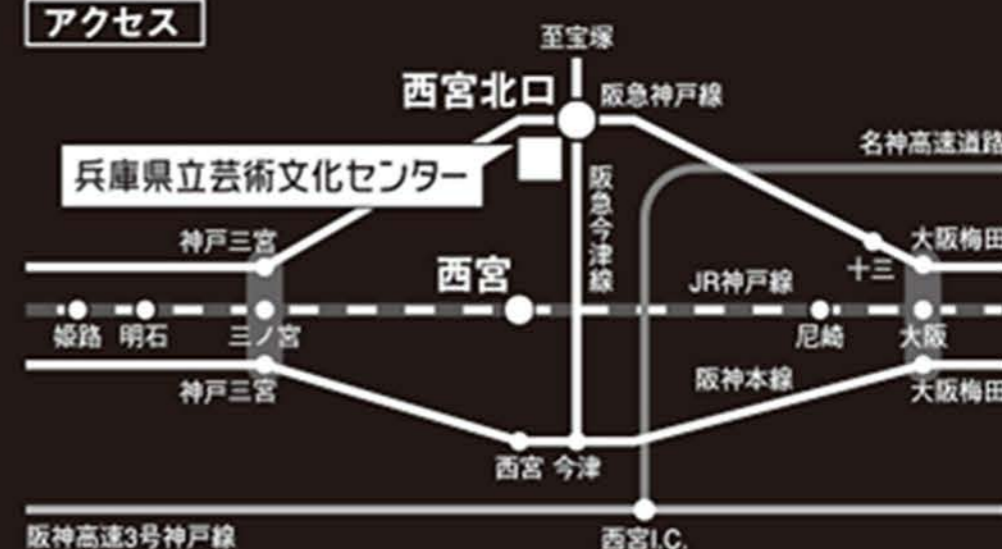 アクセス
至宝塚
西宮北口
阪急神戸線
名神高速道路
兵庫県立芸術文化センター
阪急今津線
神戸三宮
大阪梅田
十三
西宮
JR神戸線
姫路
明石
三ノ宮
尼崎
大阪
神戸三宮
阪神本線
大阪梅田
西宮
今津
阪神高速3号神戸線
西宮I.C.